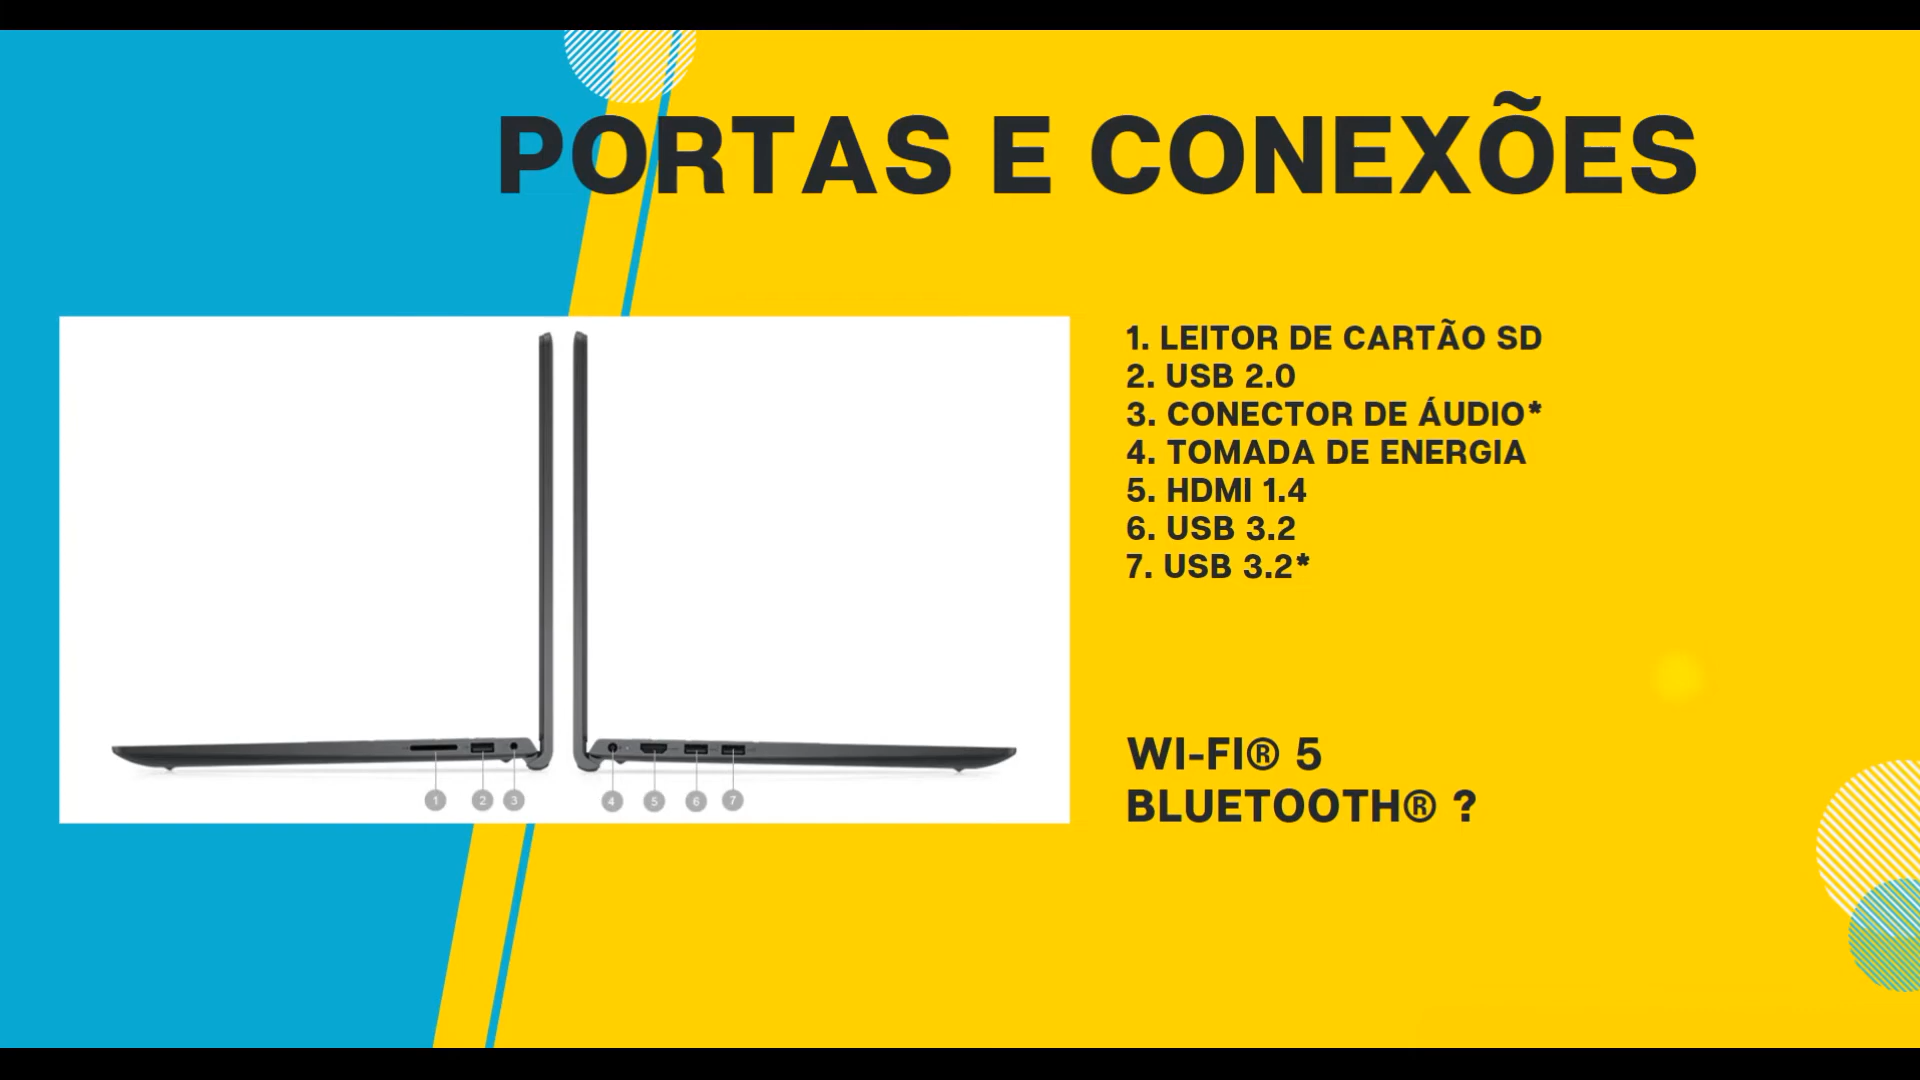 PORTAS E CONEXÕES
1. LEITOR DE CARTÃO SD
2. USB 2.0
3. CONECTOR DE ÁUDIO*
4. TOMADA DE ENERGIA
5. HDMI 1.4
6. USB 3.2
7. USB 3.2*
1 2 3 4 5 6 7
WI-FI® 5
BLUETOOTH® ?